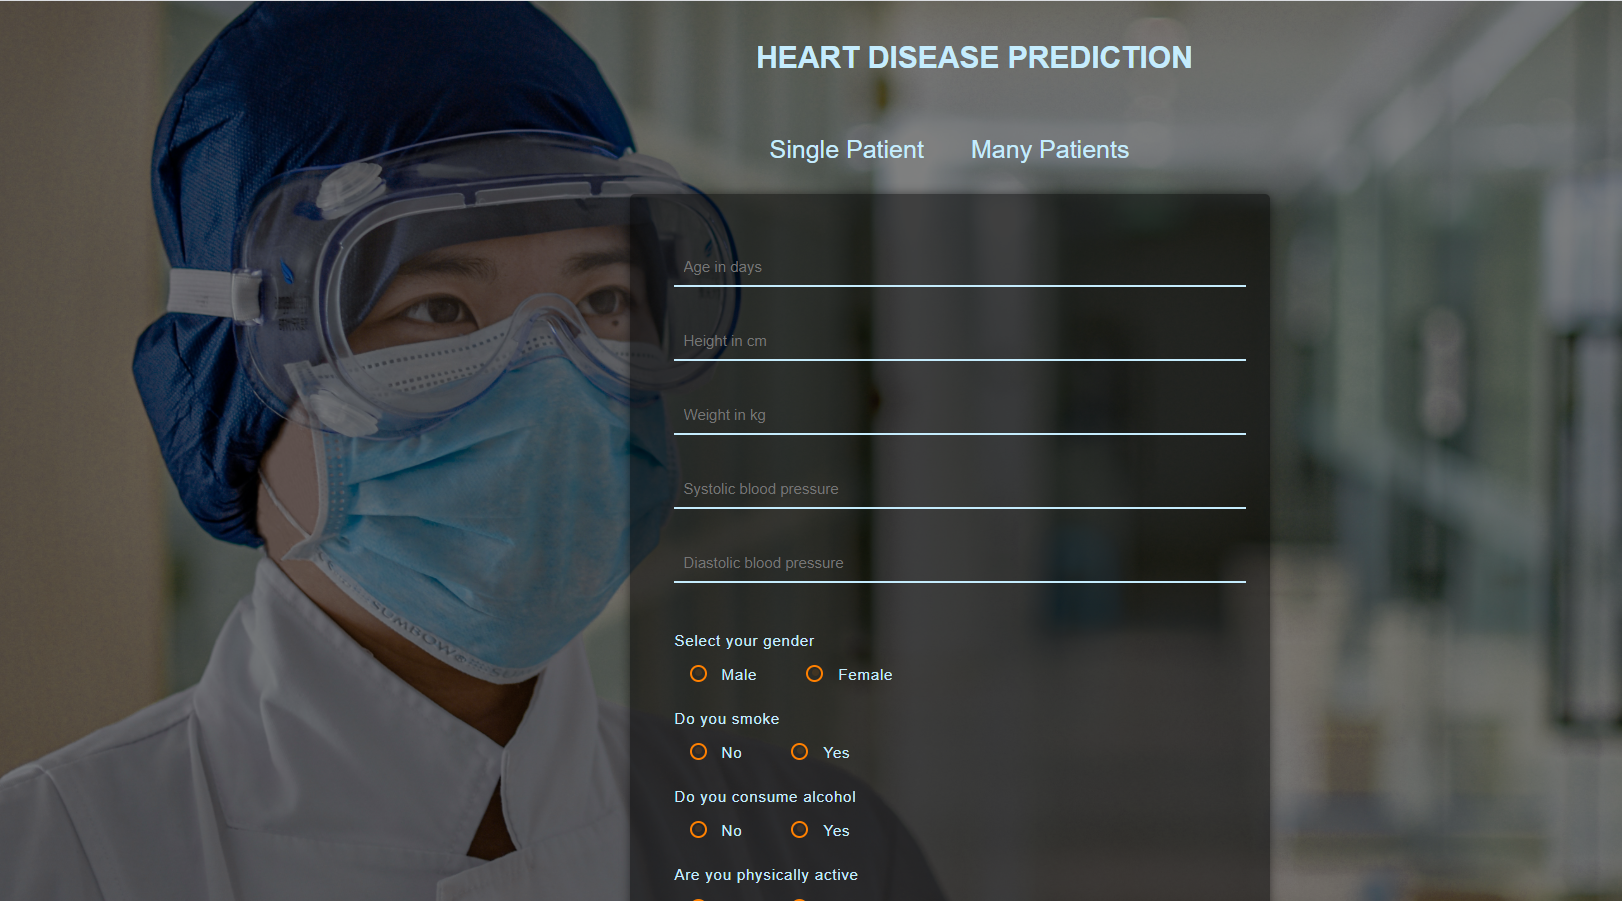 HEART DISEASE PREDICTION
Single Patient Many Patients
Age in days
Height in cm
Weight in kg
Systolic blood pressure
Diastolic blood pressure
Select your gender
Male Female
Do you smoke
No Yes
Do you consume alcohol
No Yes
Are you physically active
SUMBOW®